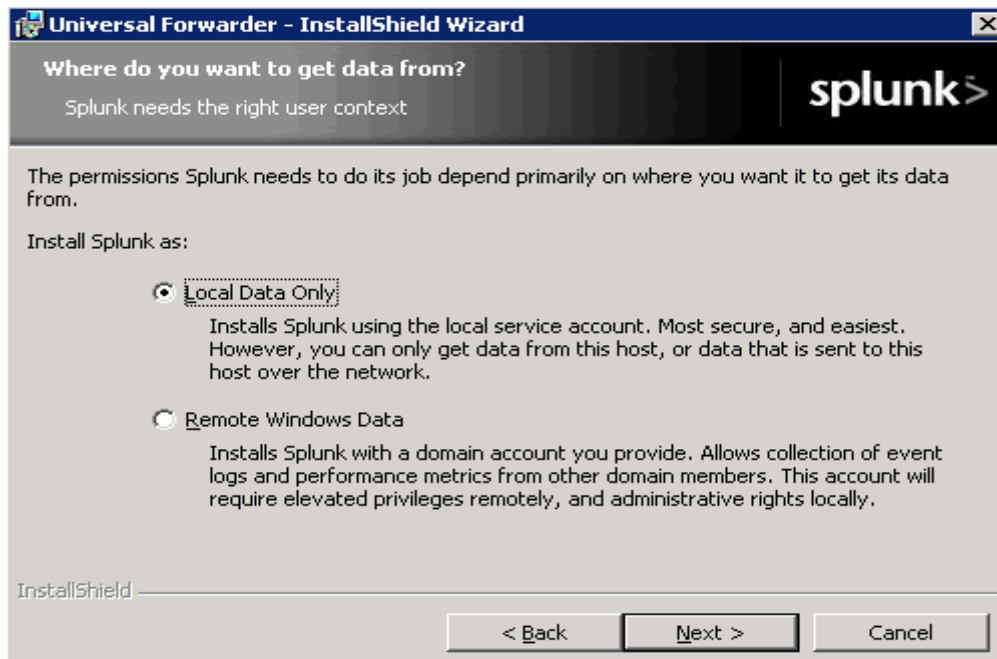 Universal Forwarder - InstallShield Wizard
Where do you want to get data from?
Splunk needs the right user context
splunk>
The permissions Splunk needs to do its job depend primarily on where you want it to get its data
from.
Install Splunk as:
Local Data Only
Installs Splunk using the local service account. Most secure, and easiest.
However, you can only get data from this host, or data that is sent to this
host over the network.
Remote Windows Data
Installs Splunk with a domain account you provide. Allows collection of event
logs and performance metrics from other domain members. This account will
require elevated privileges remotely, and administrative rights locally.
InstallShield
< Back
Next >
Cancel